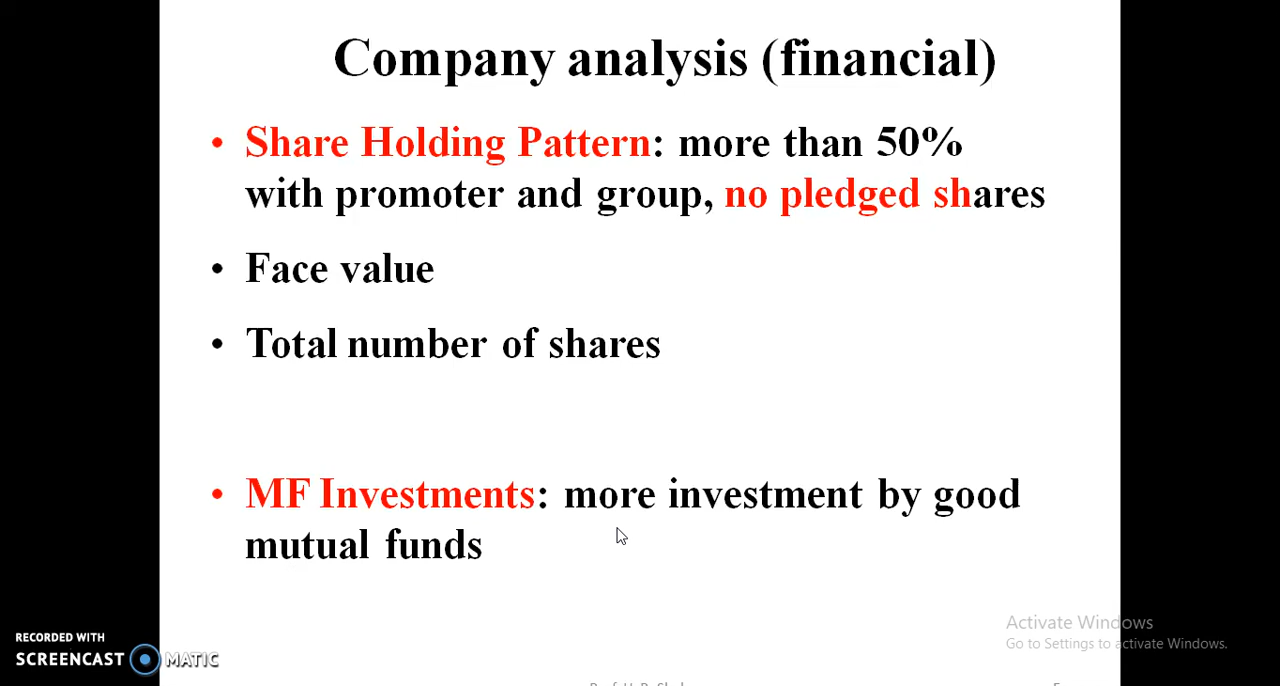 Company analysis (financial)
• Share Holding Pattern: more than 50%
with promoter and group, no pledged shares
• Face value
• Total number of shares
• MF Investments: more investment by good
mutual funds
Activate Windows
Go to Settings to activate Windows.
RECORDED WITH
SCREENCAST MATIC